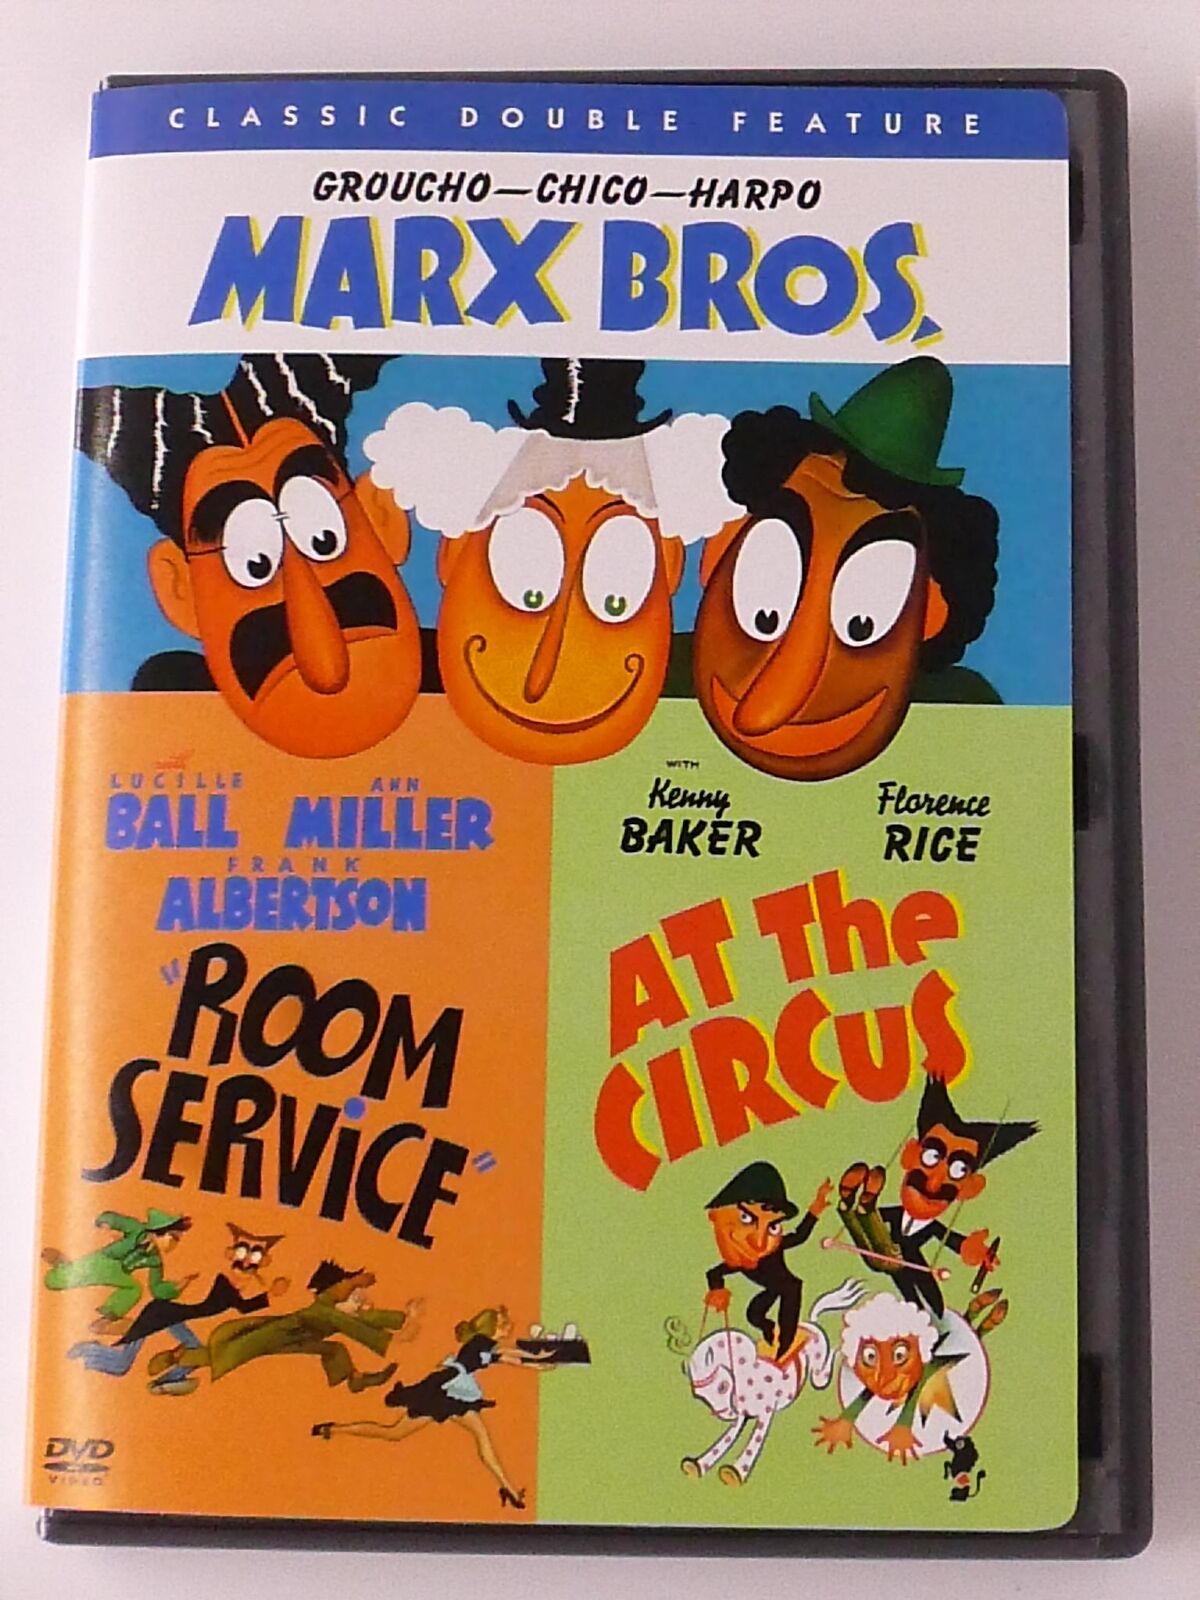 CLASSIC DOUBLE FEATURE
GROUCHO—CHICO—HARPO
MARX BROS.
with
LUCILLE
BALL
ANN
MILLER
FRANK
ALBERTSON
"ROOM
SERViCE"
WITH
Kenny
BAKER
Florence
RICE
AT The
CIRCUS
DVD
VIDEO